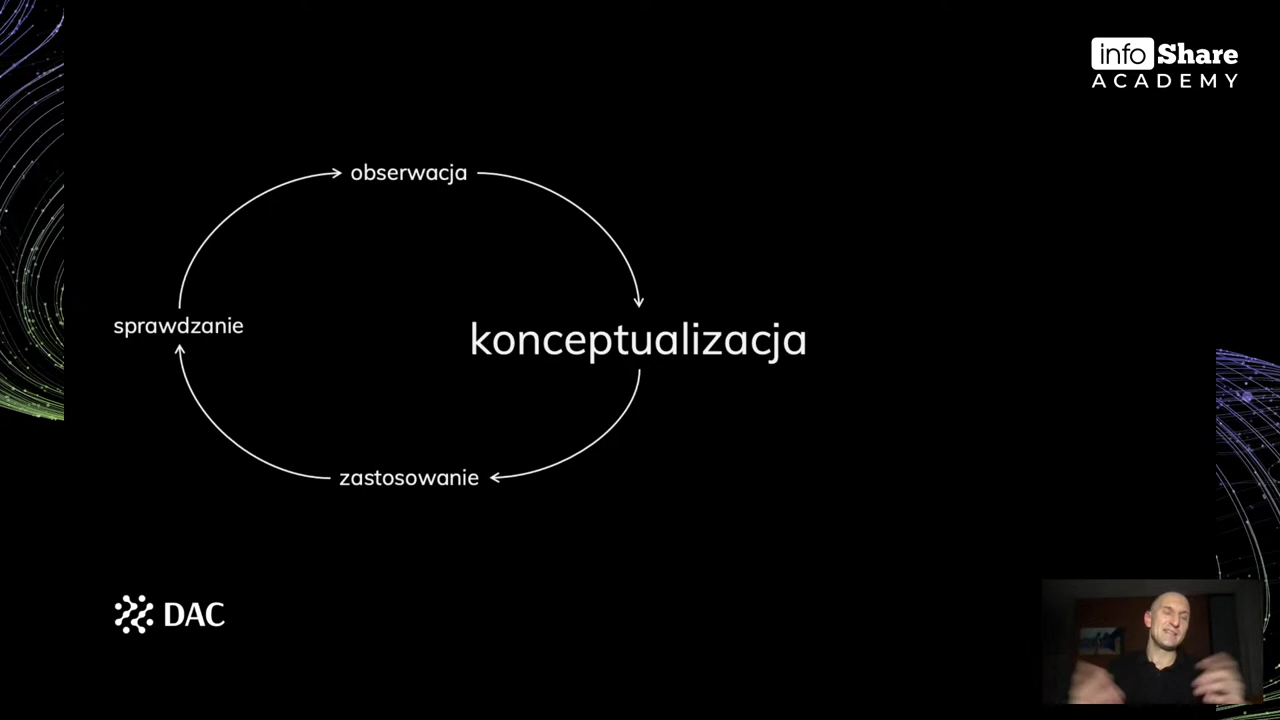 info Share
ACADEMY
obserwacja
sprawdzanie
konceptualizacja
zastosowanie
DAC